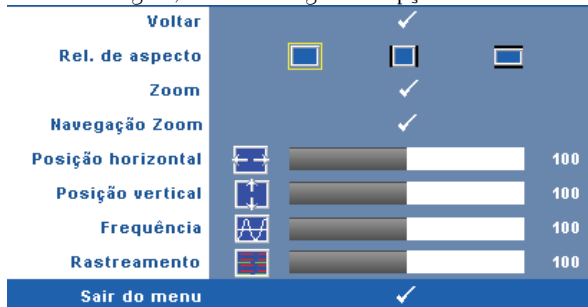 Voltar
Rel. de aspecto
Zoom
Navegação Zoom
Posição horizontal 100
Posição vertical 100
Frequência 100
Rastreamento 100
Sair do menu